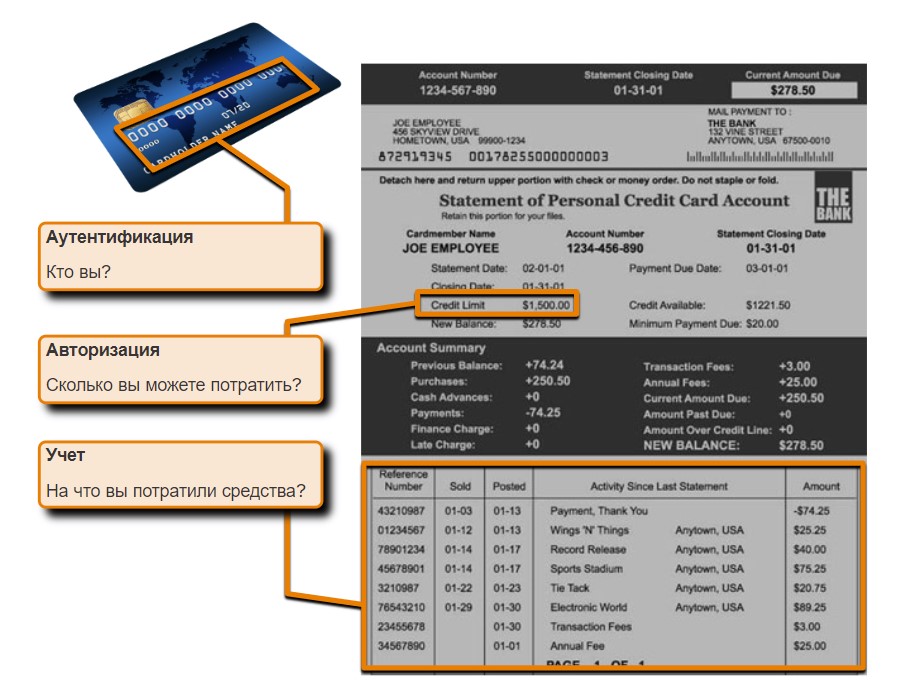 0000 0000 0000 000
0000
01/20
CARDHOLDER NAME
Аутентификация
Кто вы?
Авторизация
Сколько вы можете потратить?
Учет
На что вы потратили средства?
Account Number Statement Closing Date Current Amount Due
1234-567-890 01-31-01 $278.50
MAIL PAYMENT TO :
JOE EMPLOYEE THE BANK
456 SKYVIEW DRIVE 132 VINE STREET
HOMETOWN, USA 99900-1234 ANYTOWN, USA 67500-0010
872919345 00178255000000003
Detach here and return upper portion with check or money order. Do not staple or fold.
Statement of Personal Credit Card Account
Retain this portion for your files.
THE
BANK
Cardmember Name Account Number Statement Closing Date
JOE EMPLOYEE 1234-456-890 01-31-01
Statement Date: 02-01-01 Payment Due Date: 03-01-01
Closing Date: 01-31-01
Credit Limit $1,500.00 Credit Available: $1221.50
New Balance: $278.50 Minimum Payment Due: $20.00
Account Summary
Previous Balance: +74.24 Transaction Fees: +3.00
Purchases: +250.50 Annual Fees: +25.00
Cash Advances: +0 Current Amount Due: +250.50
Payments: -74.25 Amount Past Due: +0
Finance Charge: +0 Amount Over Credit Line: +0
Late Charge: +0 NEW BALANCE: $278.50
Reference
Number Sold Posted Activity Since Last Statement Amount
43210987 01-03 01-13 Payment, Thank You -$74.25
01234567 01-12 01-13 Wings 'N' Things Anytown, USA $25.25
78901234 01-14 01-17 Record Release Anytown, USA $40.00
45678901 01-14 01-17 Sports Stadium Anytown, USA $75.25
3210987 01-22 01-23 Tie Tack Anytown, USA $20.75
76543210 01-29 01-30 Electronic World Anytown, USA $89.25
23455678 01-30 Transaction Fees $3.00
34567890 01-01 Annual Fee $25.00
PAGE 1 OF 1